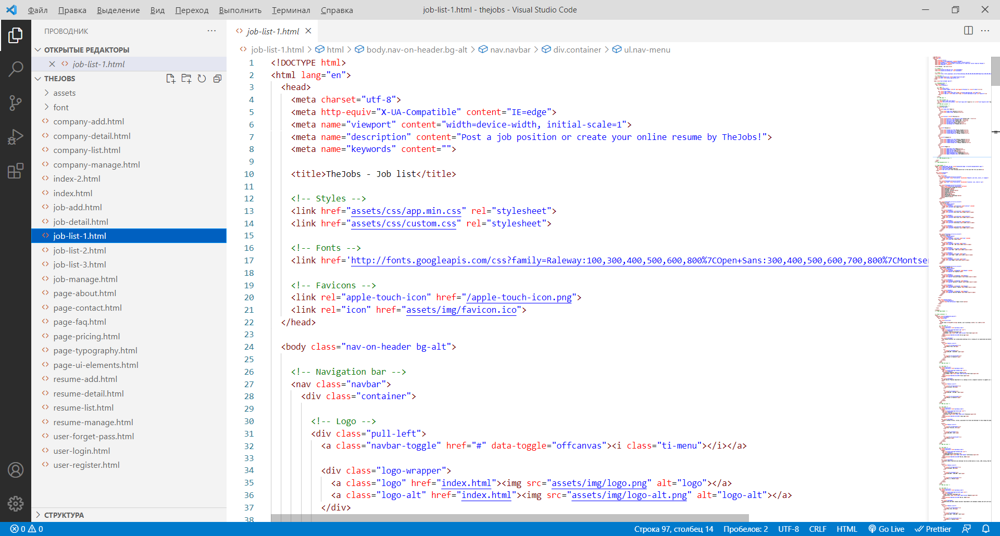 Файл Правка Выделение Вид Переход Выполнить Терминал Справка
job-list-1.html - thejobs - Visual Studio Code
ПРОВОДНИК
ОТКРЫТЫЕ РЕДАКТОРЫ
job-list-1.html
THEJOBS
assets
font
company-add.html
company-detail.html
company-list.html
company-manage.html
index-2.html
index.html
job-add.html
job-detail.html
job-list-1.html
job-list-2.html
job-list-3.html
job-manage.html
page-about.html
page-contact.html
page-faq.html
page-pricing.html
page-typography.html
page-ui-elements.html
resume-add.html
resume-detail.html
resume-list.html
resume-manage.html
user-forget-pass.html
user-login.html
user-register.html
СТРУКТУРА
job-list-1.html
job-list-1.html > html > body.nav-on-header.bg-alt > nav.navbar > div.container > ul.nav-menu
1 <!DOCTYPE html>
2 <html lang="en">
3 <head>
4 <meta charset="utf-8">
5 <meta http-equiv="X-UA-Compatible" content="IE=edge">
6 <meta name="viewport" content="width=device-width, initial-scale=1">
7 <meta name="description" content="Post a job position or create your online resume by TheJobs!">
8 <meta name="keywords" content="">
9
10 <title>TheJobs - Job list</title>
11
12 <!-- Styles -->
13 <link href="assets/css/app.min.css" rel="stylesheet">
14 <link href="assets/css/custom.css" rel="stylesheet">
15
16 <!-- Fonts -->
17 <link href='http://fonts.googleapis.com/css?family=Raleway:100,300,400,500,600,800%7COpen+Sans:300,400,500,600,700,800%7CMontser
18
19 <!-- Favicons -->
20 <link rel="apple-touch-icon" href="/apple-touch-icon.png">
21 <link rel="icon" href="assets/img/favicon.ico">
22 </head>
23
24 <body class="nav-on-header bg-alt">
25
26 <!-- Navigation bar -->
27 <nav class="navbar">
28 <div class="container">
29
30 <!-- Logo -->
31 <div class="pull-left">
32 <a class="navbar-toggle" href="#" data-toggle="offcanvas"><i class="ti-menu"></i></a>
33
34 <div class="logo-wrapper">
35 <a class="logo" href="index.html"><img src="assets/img/logo.png" alt="logo"></a>
36 <a class="logo-alt" href="index.html"><img src="assets/img/logo-alt.png" alt="logo-alt"></a>
37 </div>
38
0 0
Строка 97, столбец 14 Пробелов: 2 UTF-8 CRLF HTML Go Live Prettier